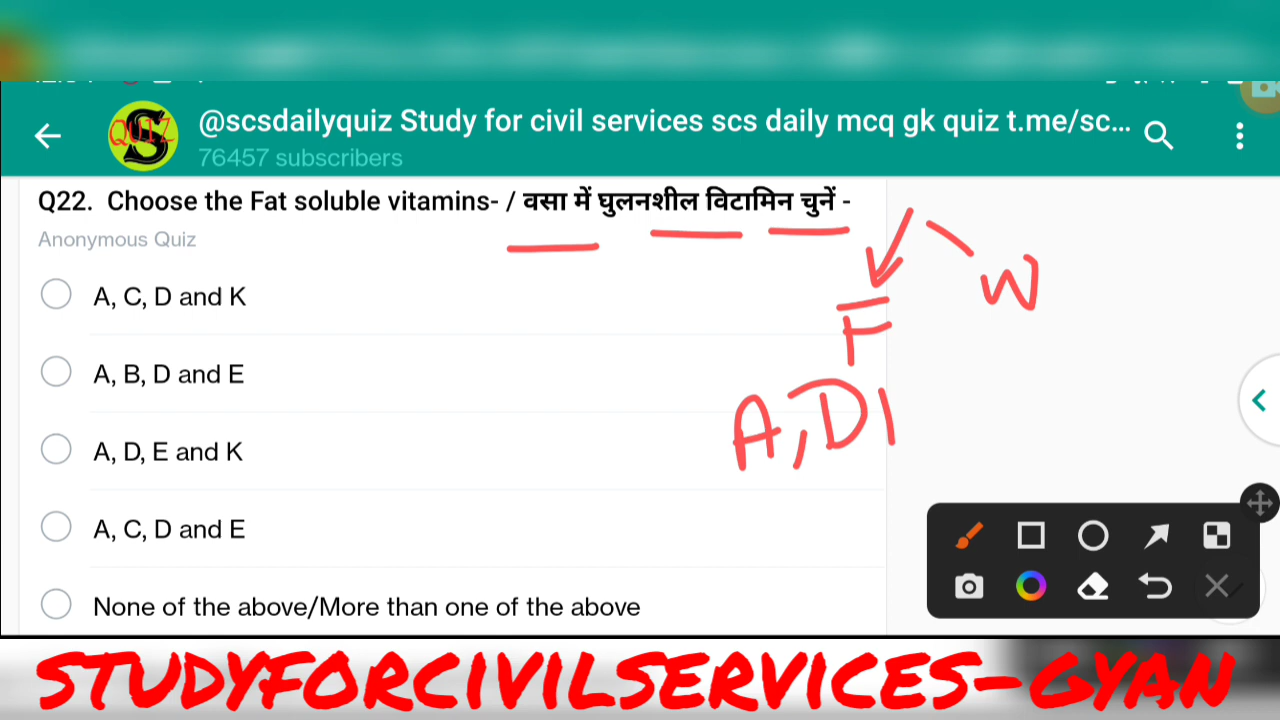 @scsdailyquiz Study for civil services scs daily mcq gk quiz t.me/sc...
76457 subscribers
Q22. Choose the Fat soluble vitamins- / वसा में घुलनशील विटामिन चुनें -
Anonymous Quiz
A, C, D and K
A, B, D and E
A, D, E and K
A, C, D and E
None of the above/More than one of the above
F
W
A, D
QUIZ
S
STUDYFORCIVILSERVICES-GYAN